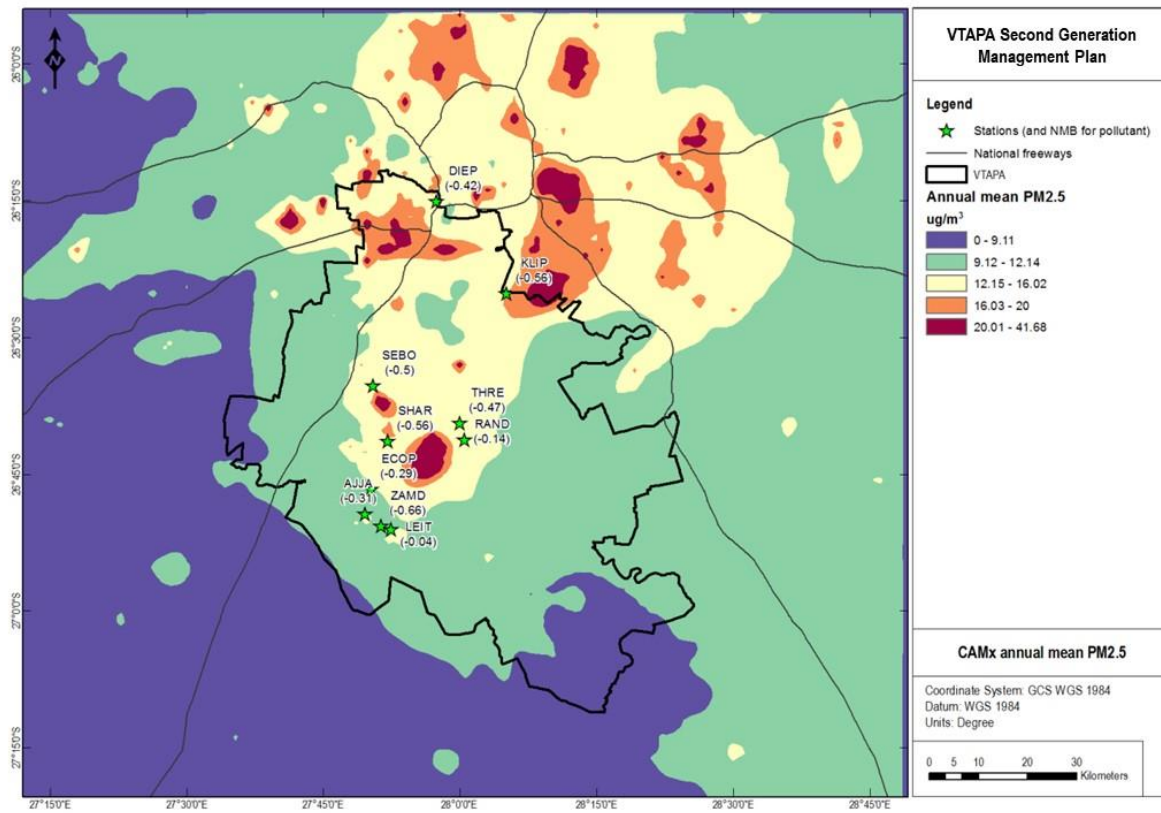 VTAPA Second Generation
Management Plan
Legend
Stations (and NMB for pollutant)
National freeways
VTAPA
Annual mean PM2.5
ug/m³
0 - 9.11
9.12 - 12.14
12.15 - 16.02
16.03 - 20
20.01 - 41.68
CAMx annual mean PM2.5
Coordinate System: GCS WGS 1984
Datum: WGS 1984
Units: Degree
0 5 10 20 30
Kilometers
N
DIEP
(-0.42)
KLIP
(-0.56)
SEBO
(-0.5)
THRE
(-0.47)
SHAR
(-0.56)
RAND
(-0.14)
ECOP
(-0.29)
AJJA
(-0.31)
ZAMD
(-0.66)
LEIT
(-0.04)
26°0'0"S
26°15'0"S
26°30'0"S
26°45'0"S
27°0'0"S
27°15'0"S
27°15'0"E
27°30'0"E
27°45'0"E
28°0'0"E
28°15'0"E
28°30'0"E
28°45'0"E